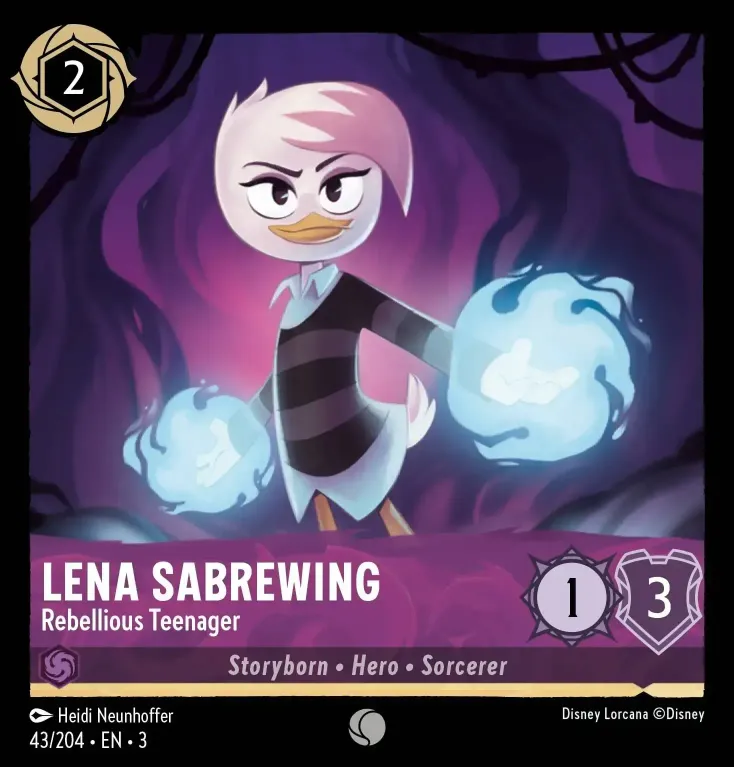 2
LENA SABREWING
Rebellious Teenager
1
3
Storyborn • Hero • Sorcerer
Heidi Neunhoffer
Disney Lorcana ©Disney
43/204 • EN • 3